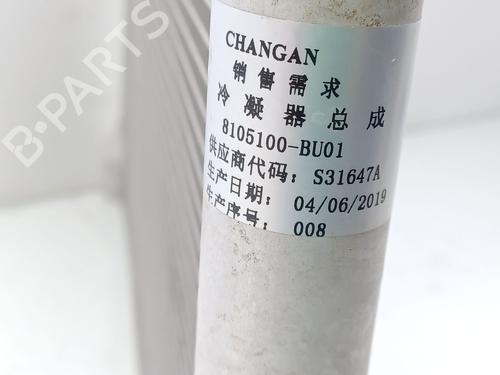 CHANGAN
销售需求
冷凝器总成
8105100-BU01
供应商代码: S31647A
生产日期: 04/06/2019
生产序号: 008
B-PARTS